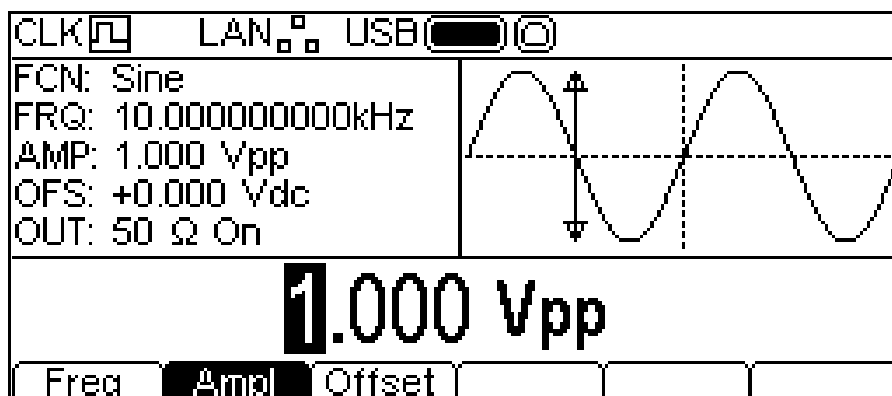 CLK LAN USB
FCN: Sine
FRQ: 10.000000000kHz
AMP: 1.000 Vpp
OFS: +0.000 Vdc
OUT: 50 Ω On
1.000 Vpp
Freq Ampl Offset